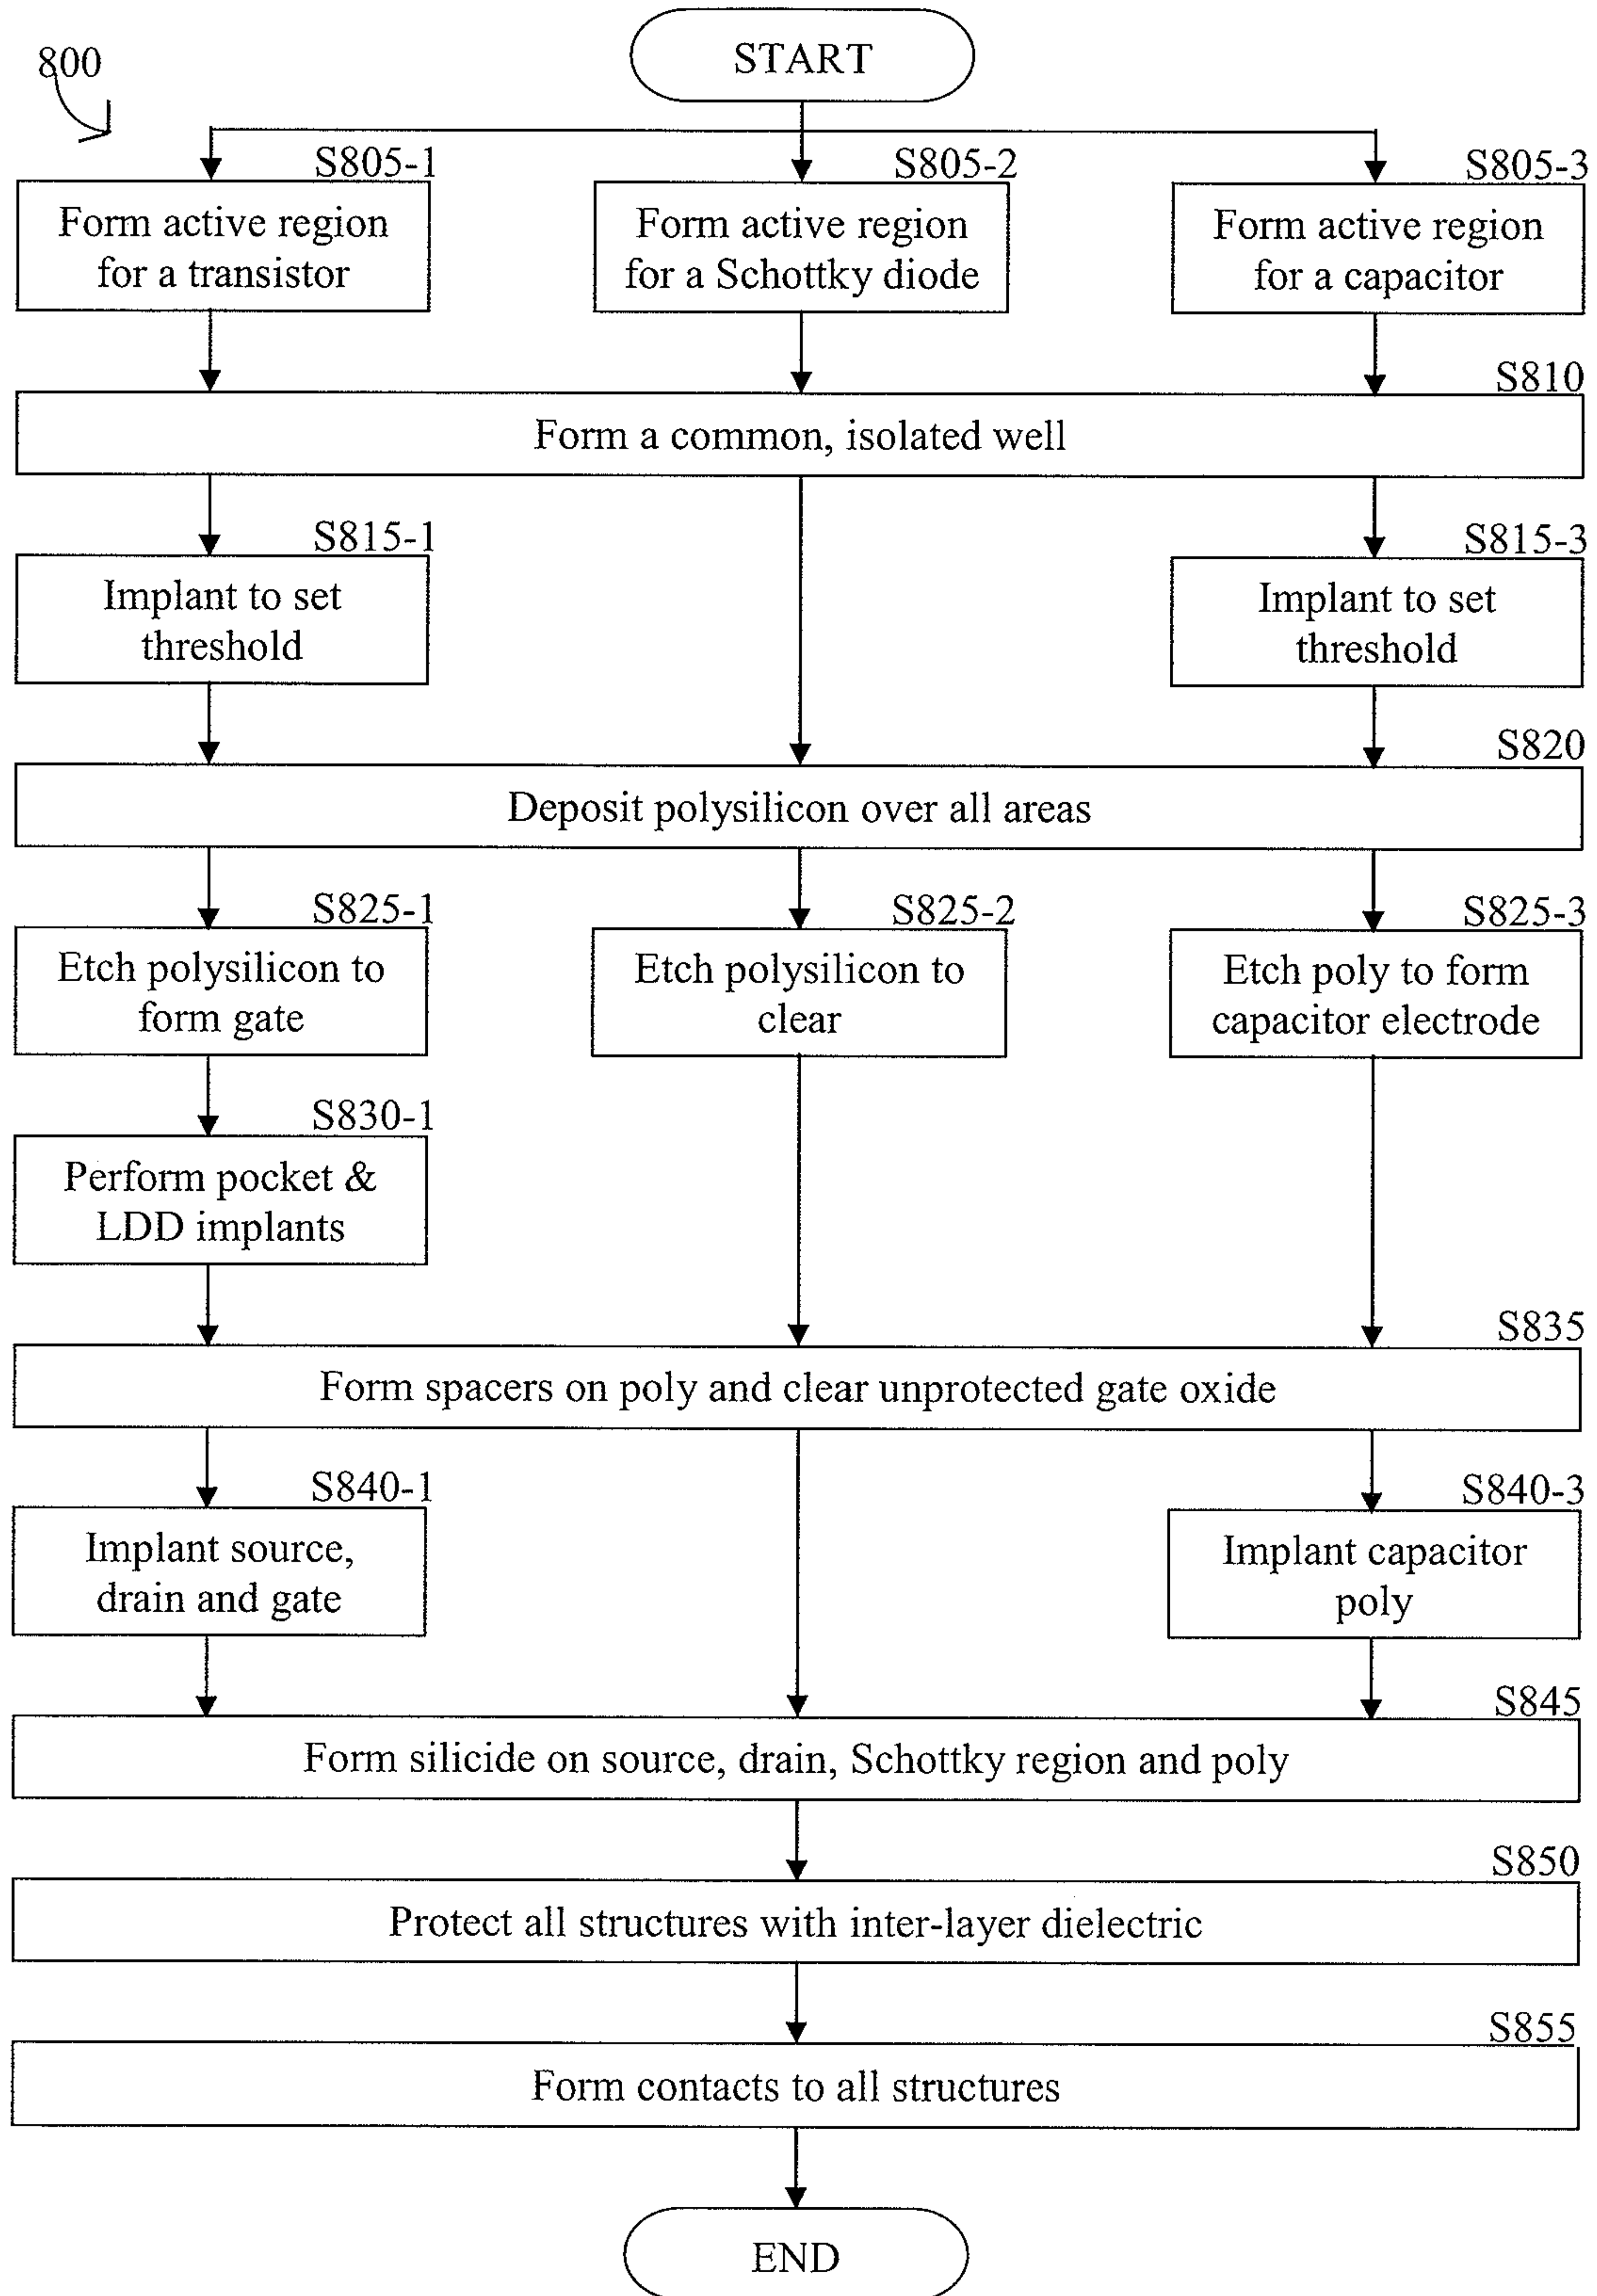 START
800
S805-1
Form active region
for a transistor
S805-2
Form active region
for a Schottky diode
S805-3
Form active region
for a capacitor
S810
Form a common, isolated well
S815-1
Implant to set
threshold
S815-3
Implant to set
threshold
S820
Deposit polysilicon over all areas
S825-1
Etch polysilicon to
form gate
S825-2
Etch polysilicon to
clear
S825-3
Etch poly to form
capacitor electrode
S830-1
Perform pocket &
LDD implants
S835
Form spacers on poly and clear unprotected gate oxide
S840-1
Implant source,
drain and gate
S840-3
Implant capacitor
poly
S845
Form silicide on source, drain, Schottky region and poly
S850
Protect all structures with inter-layer dielectric
S855
Form contacts to all structures
END